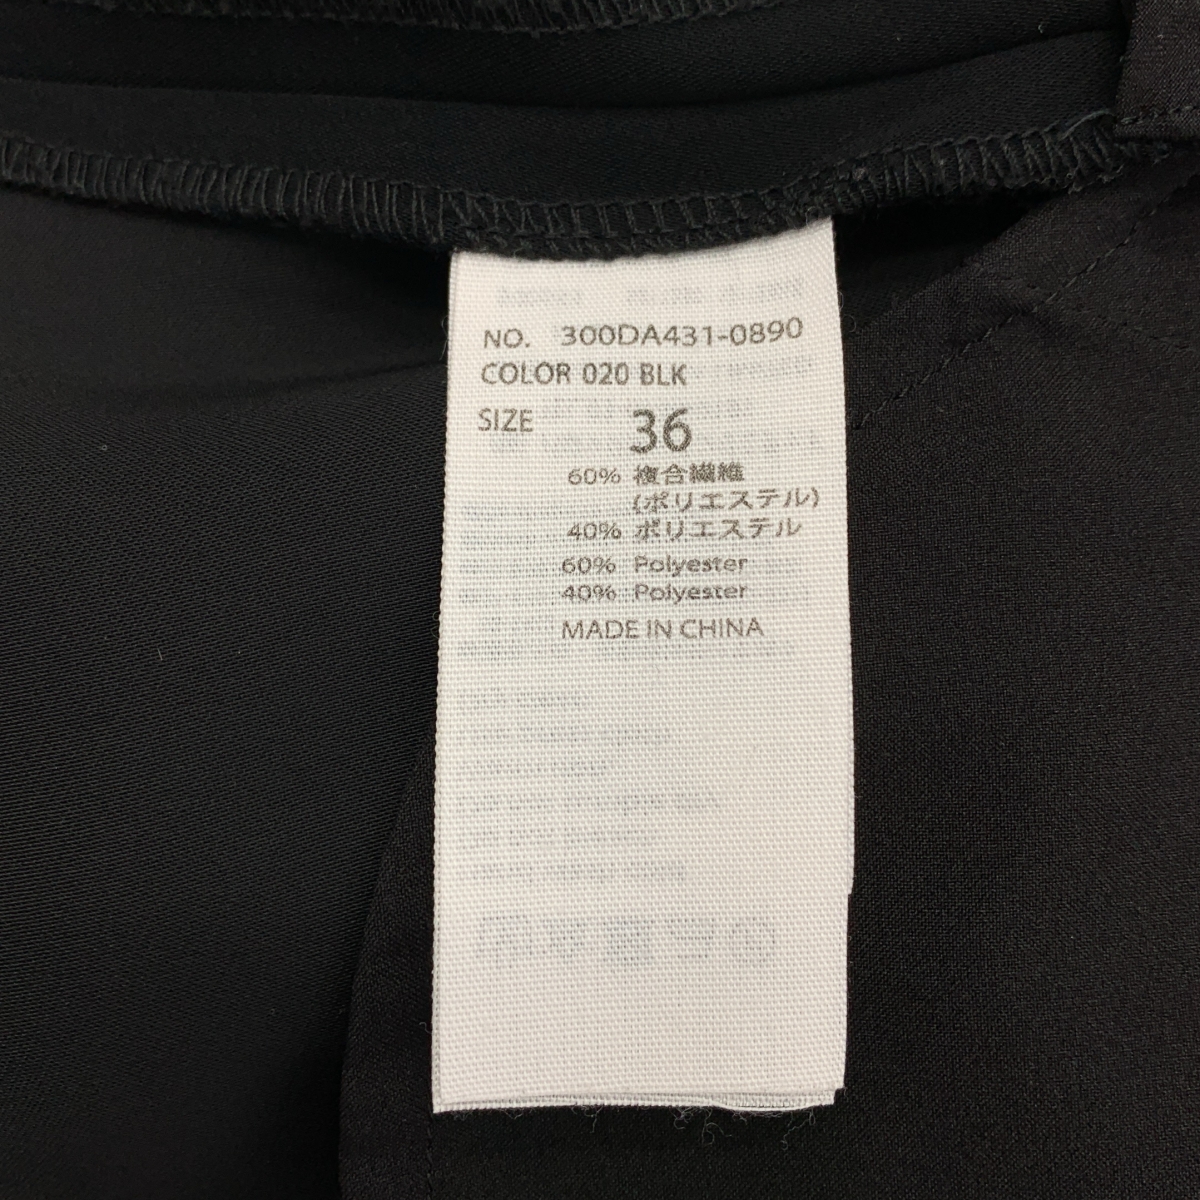 NO. 300DA431-0890
COLOR 020 BLK
SIZE 36
60% 複合繊維
(ポリエステル)
40% ポリエステル
60% Polyester
40% Polyester
MADE IN CHINA